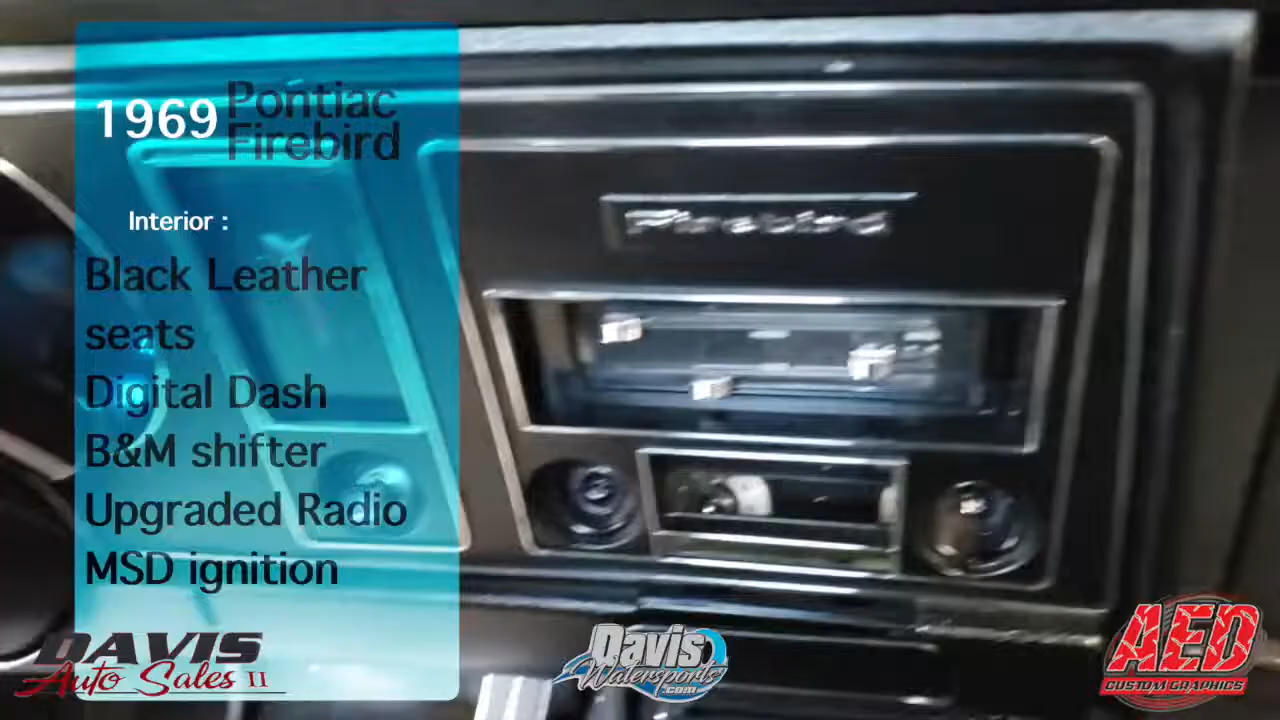 1969 Pontiac
Firebird
Interior :
Black Leather
seats
Digital Dash
B&M shifter
Upgraded Radio
MSD ignition
Firebird
DAVIS
Auto Sales II
Davis
Watersports
.com
AED
CUSTOM GRAPHICS